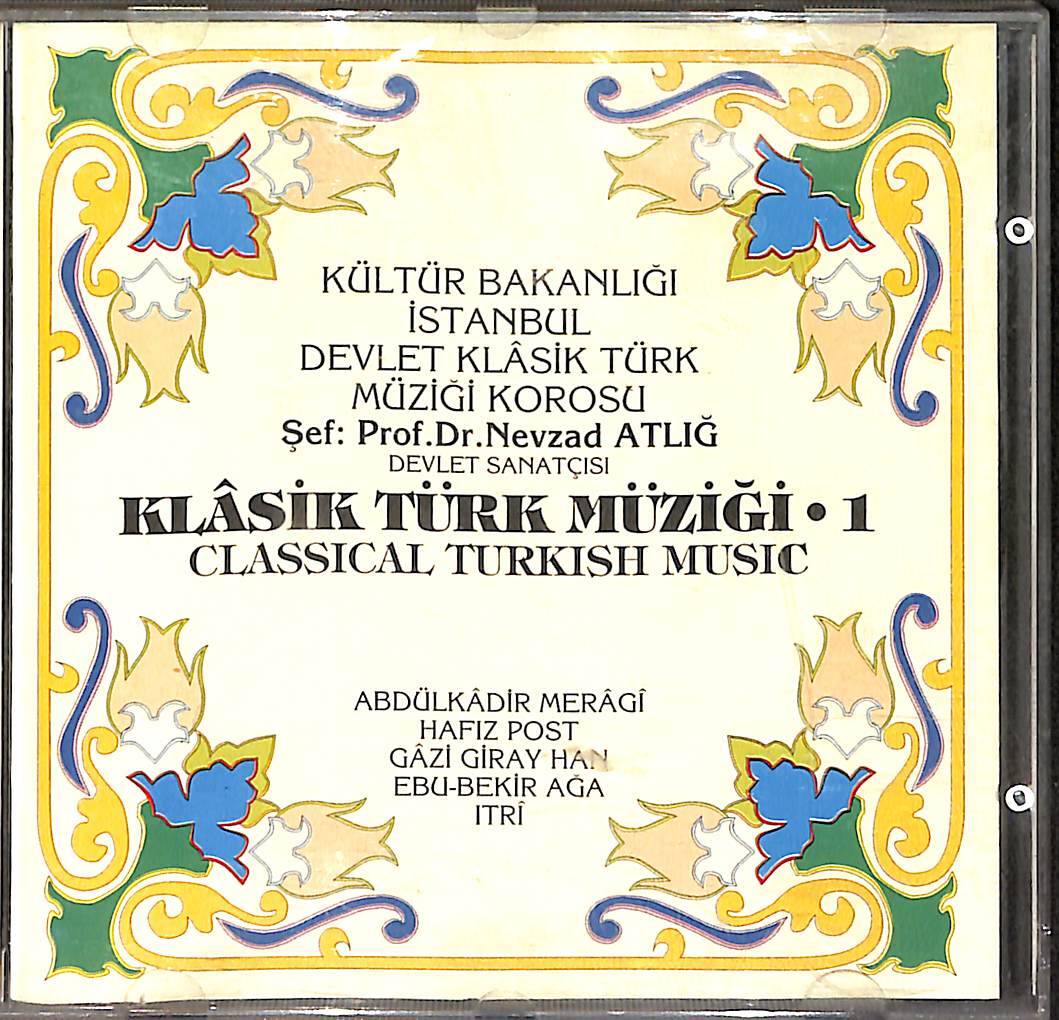 KÜLTÜR BAKANLIĞI
İSTANBUL
DEVLET KLÂSİK TÜRK
MÜZİĞİ KOROSU
Şef: Prof.Dr.Nevzad ATLIĞ
DEVLET SANATÇISI
KLÂSİK TÜRK MÜZİĞİ • 1
CLASSICAL TURKISH MUSIC
ABDÜLKÂDİR MERÂGÎ
HAFIZ POST
GÂZİ GİRAY HAN
EBU-BEKİR AĞA
ITRÎ